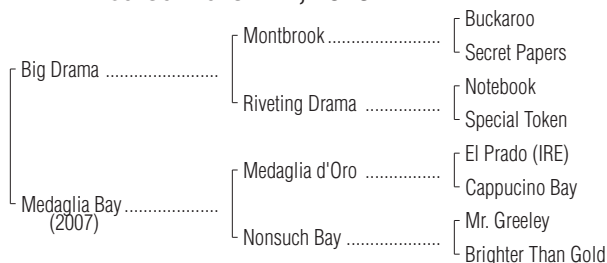 Buckaroo
Montbrook
Secret Papers
Big Drama
Notebook
Riveting Drama
Special Token
El Prado (IRE)
Medaglia d'Oro
Cappucino Bay
Medaglia Bay
(2007)
Mr. Greeley
Nonsuch Bay
Brighter Than Gold